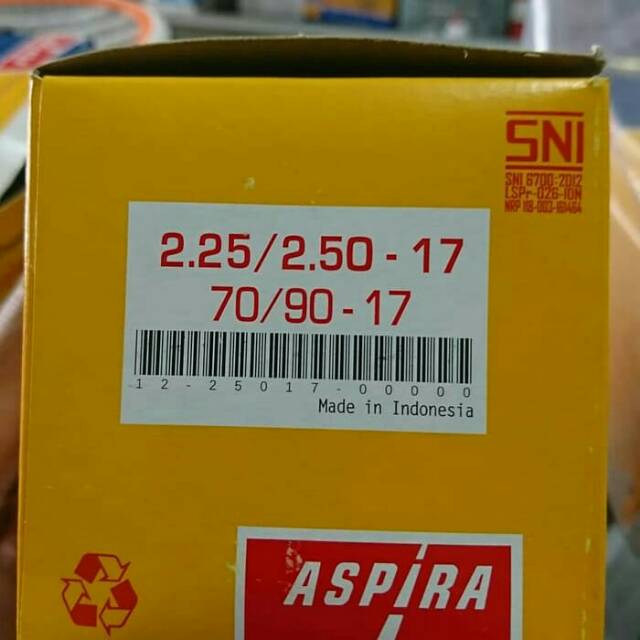 SNI
SNI 6700:2012
LSPr-026-IDN
2.25/2.50 - 17
70/90 - 17
12-25017-00000
Made in Indonesia
ASPIRA